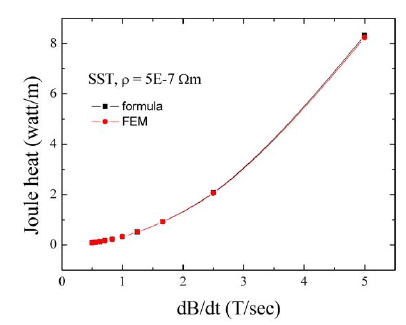 8
6
4
2
0
Joule heat (watt/m)
SST, ρ = 5E-7 Ωm
formula
FEM
0 1 2 3 4 5
dB/dt (T/sec)